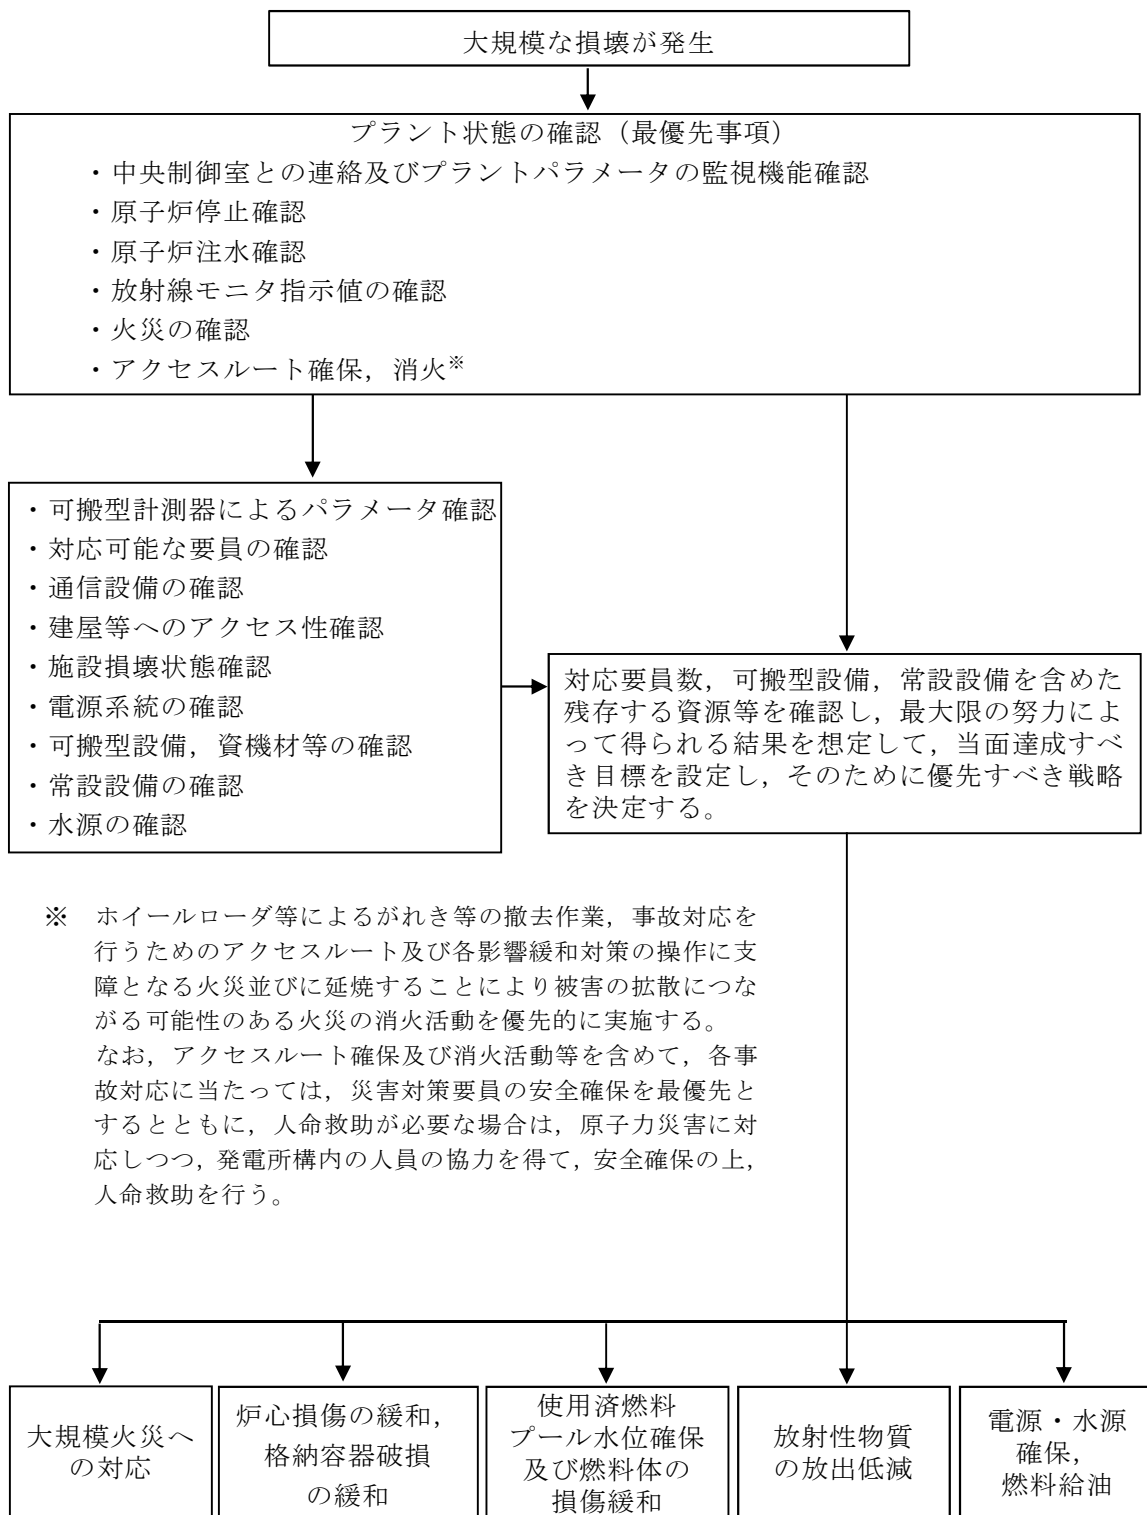 大規模な損壊が発生
プラント状態の確認（最優先事項）
・中央制御室との連絡及びプラントパラメータの監視機能確認
・原子炉停止確認
・原子炉注水確認
・放射線モニタ指示値の確認
・火災の確認
・アクセスルート確保，消火※
・可搬型計測器によるパラメータ確認
・対応可能な要員の確認
・通信設備の確認
・建屋等へのアクセス性確認
・施設損壊状態確認
・電源系統の確認
・可搬型設備，資機材等の確認
・常設設備の確認
・水源の確認
対応要員数，可搬型設備，常設設備を含めた
残存する資源等を確認し，最大限の努力によ
って得られる結果を想定して，当面達成すべ
き目標を設定し，そのために優先すべき戦略
を決定する。
※　ホイールローダ等によるがれき等の撤去作業，事故対応を
行うためのアクセスルート及び各影響緩和対策の操作に支
障となる火災並びに延焼することにより被害の拡散につな
がる可能性のある火災の消火活動を優先的に実施する。
なお，アクセスルート確保及び消火活動等を含めて，各事
故対応に当たっては，災害対策要員の安全確保を最優先と
するとともに，人命救助が必要な場合は，原子力災害に対
応しつつ，発電所構内の人員の協力を得て，安全確保の上，
人命救助を行う。
大規模火災へ
の対応
炉心損傷の緩和，
格納容器破損
の緩和
使用済燃料
プール水位確保
及び燃料体の
損傷緩和
放射性物質
の放出低減
電源・水源
確保，
燃料給油